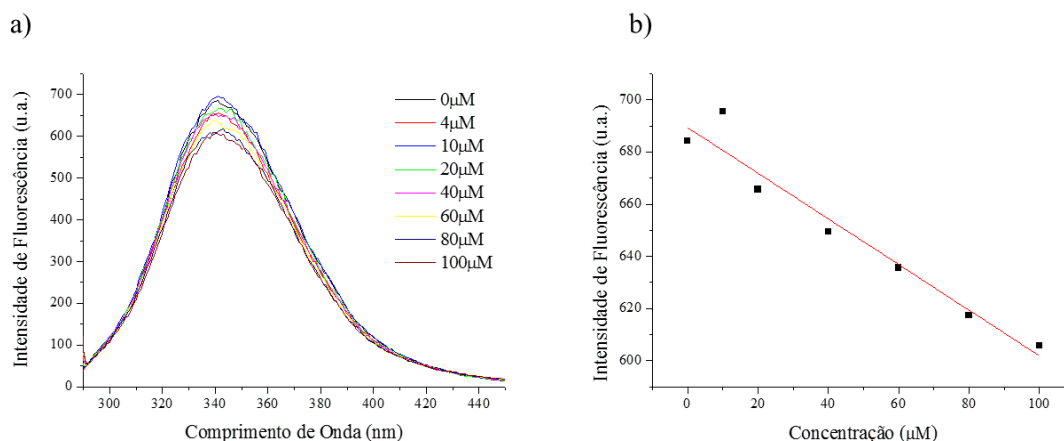 a)
Intensidade de Fluorescência (u.a.)
700
600
500
400
300
200
100
0
300 320 340 360 380 400 420 440
Comprimento de Onda (nm)
0µM
4µM
10µM
20µM
40µM
60µM
80µM
100µM
b)
Intensidade de Fluorescência (u.a.)
700
680
660
640
620
600
0 20 40 60 80 100
Concentração (µM)